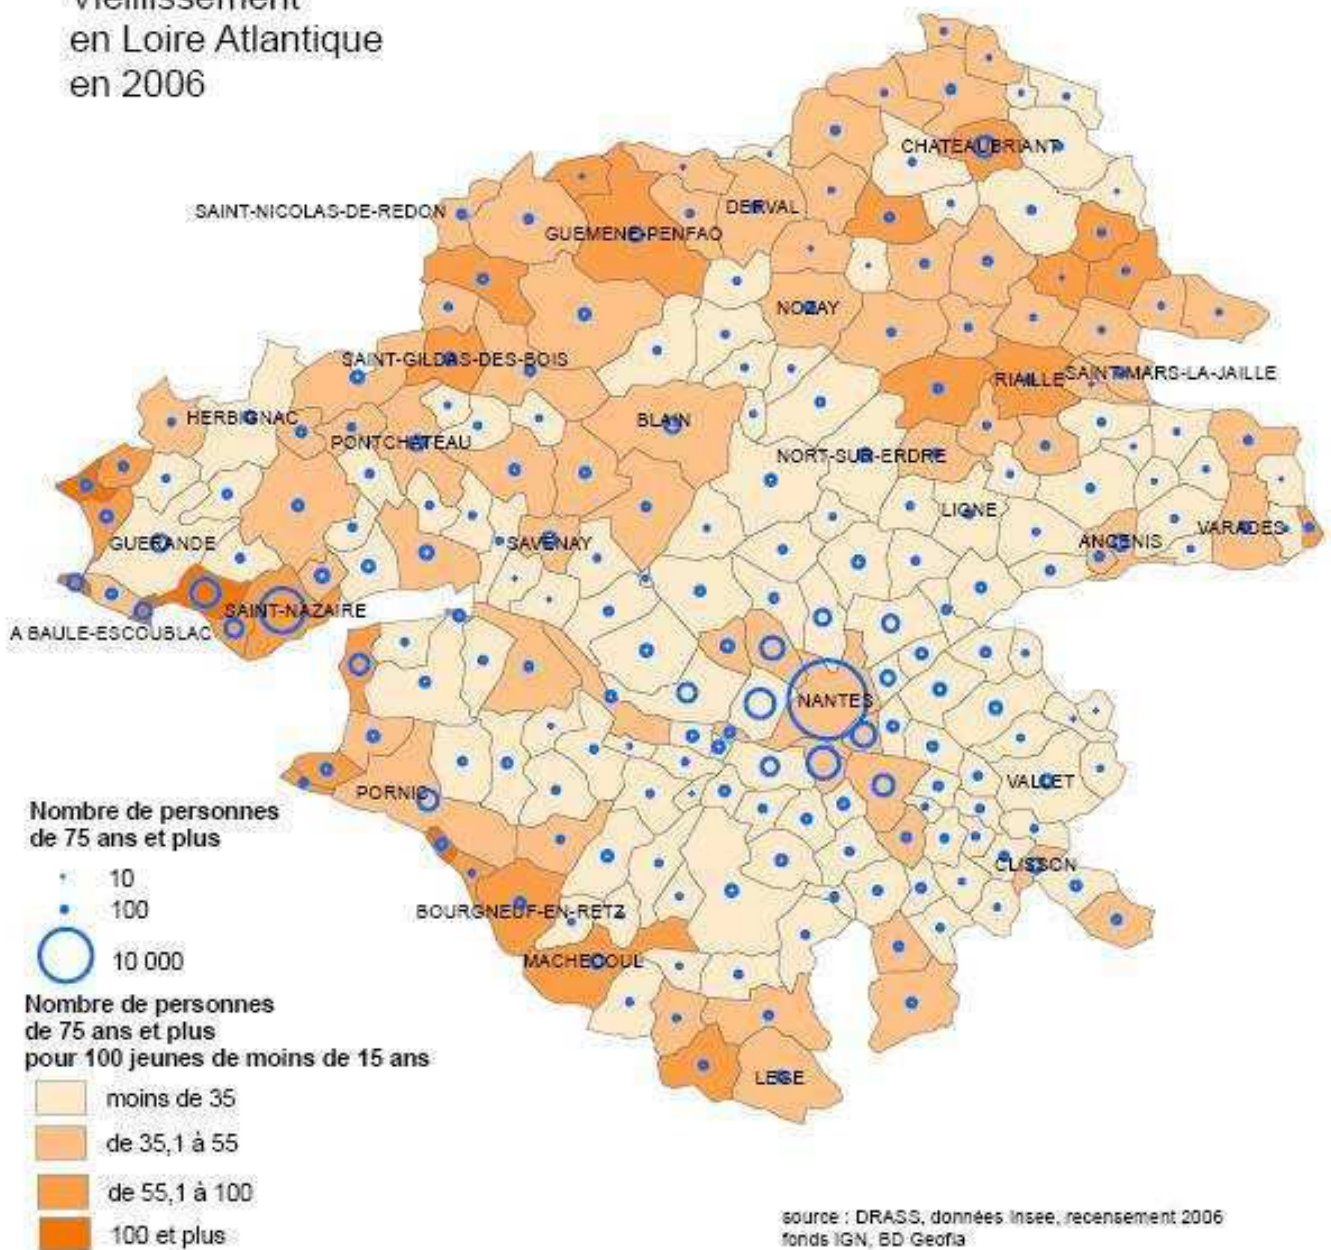 Vieillissement
en Loire Atlantique
en 2006
CHATEAUBRIANT
SAINT-NICOLAS-DE-REDON
DERVAL
GUEMENE-PENFAO
NOZAY
SAINT-GILDAS-DES-BOIS
RIAILLE
SAINT-MARS-LA-JAILLE
HERBIGNAC
BLAIN
PONTCHATEAU
NORT-SUR-ERDRE
LIGNE
GUERANDE
SAVENAY
ANCENIS
VARADES
SAINT-NAZAIRE
A BAULE-ESCOUBLAC
NANTES
VALLET
PORNIC
CLISSON
BOURGNEUF-EN-RETZ
MACHECOUL
LEGE
Nombre de personnes
de 75 ans et plus
10
100
10 000
Nombre de personnes
de 75 ans et plus
pour 100 jeunes de moins de 15 ans
moins de 35
de 35,1 à 55
de 55,1 à 100
100 et plus
source : DRASS, données Insee, recensement 2006
fonds IGN, BD Geofla